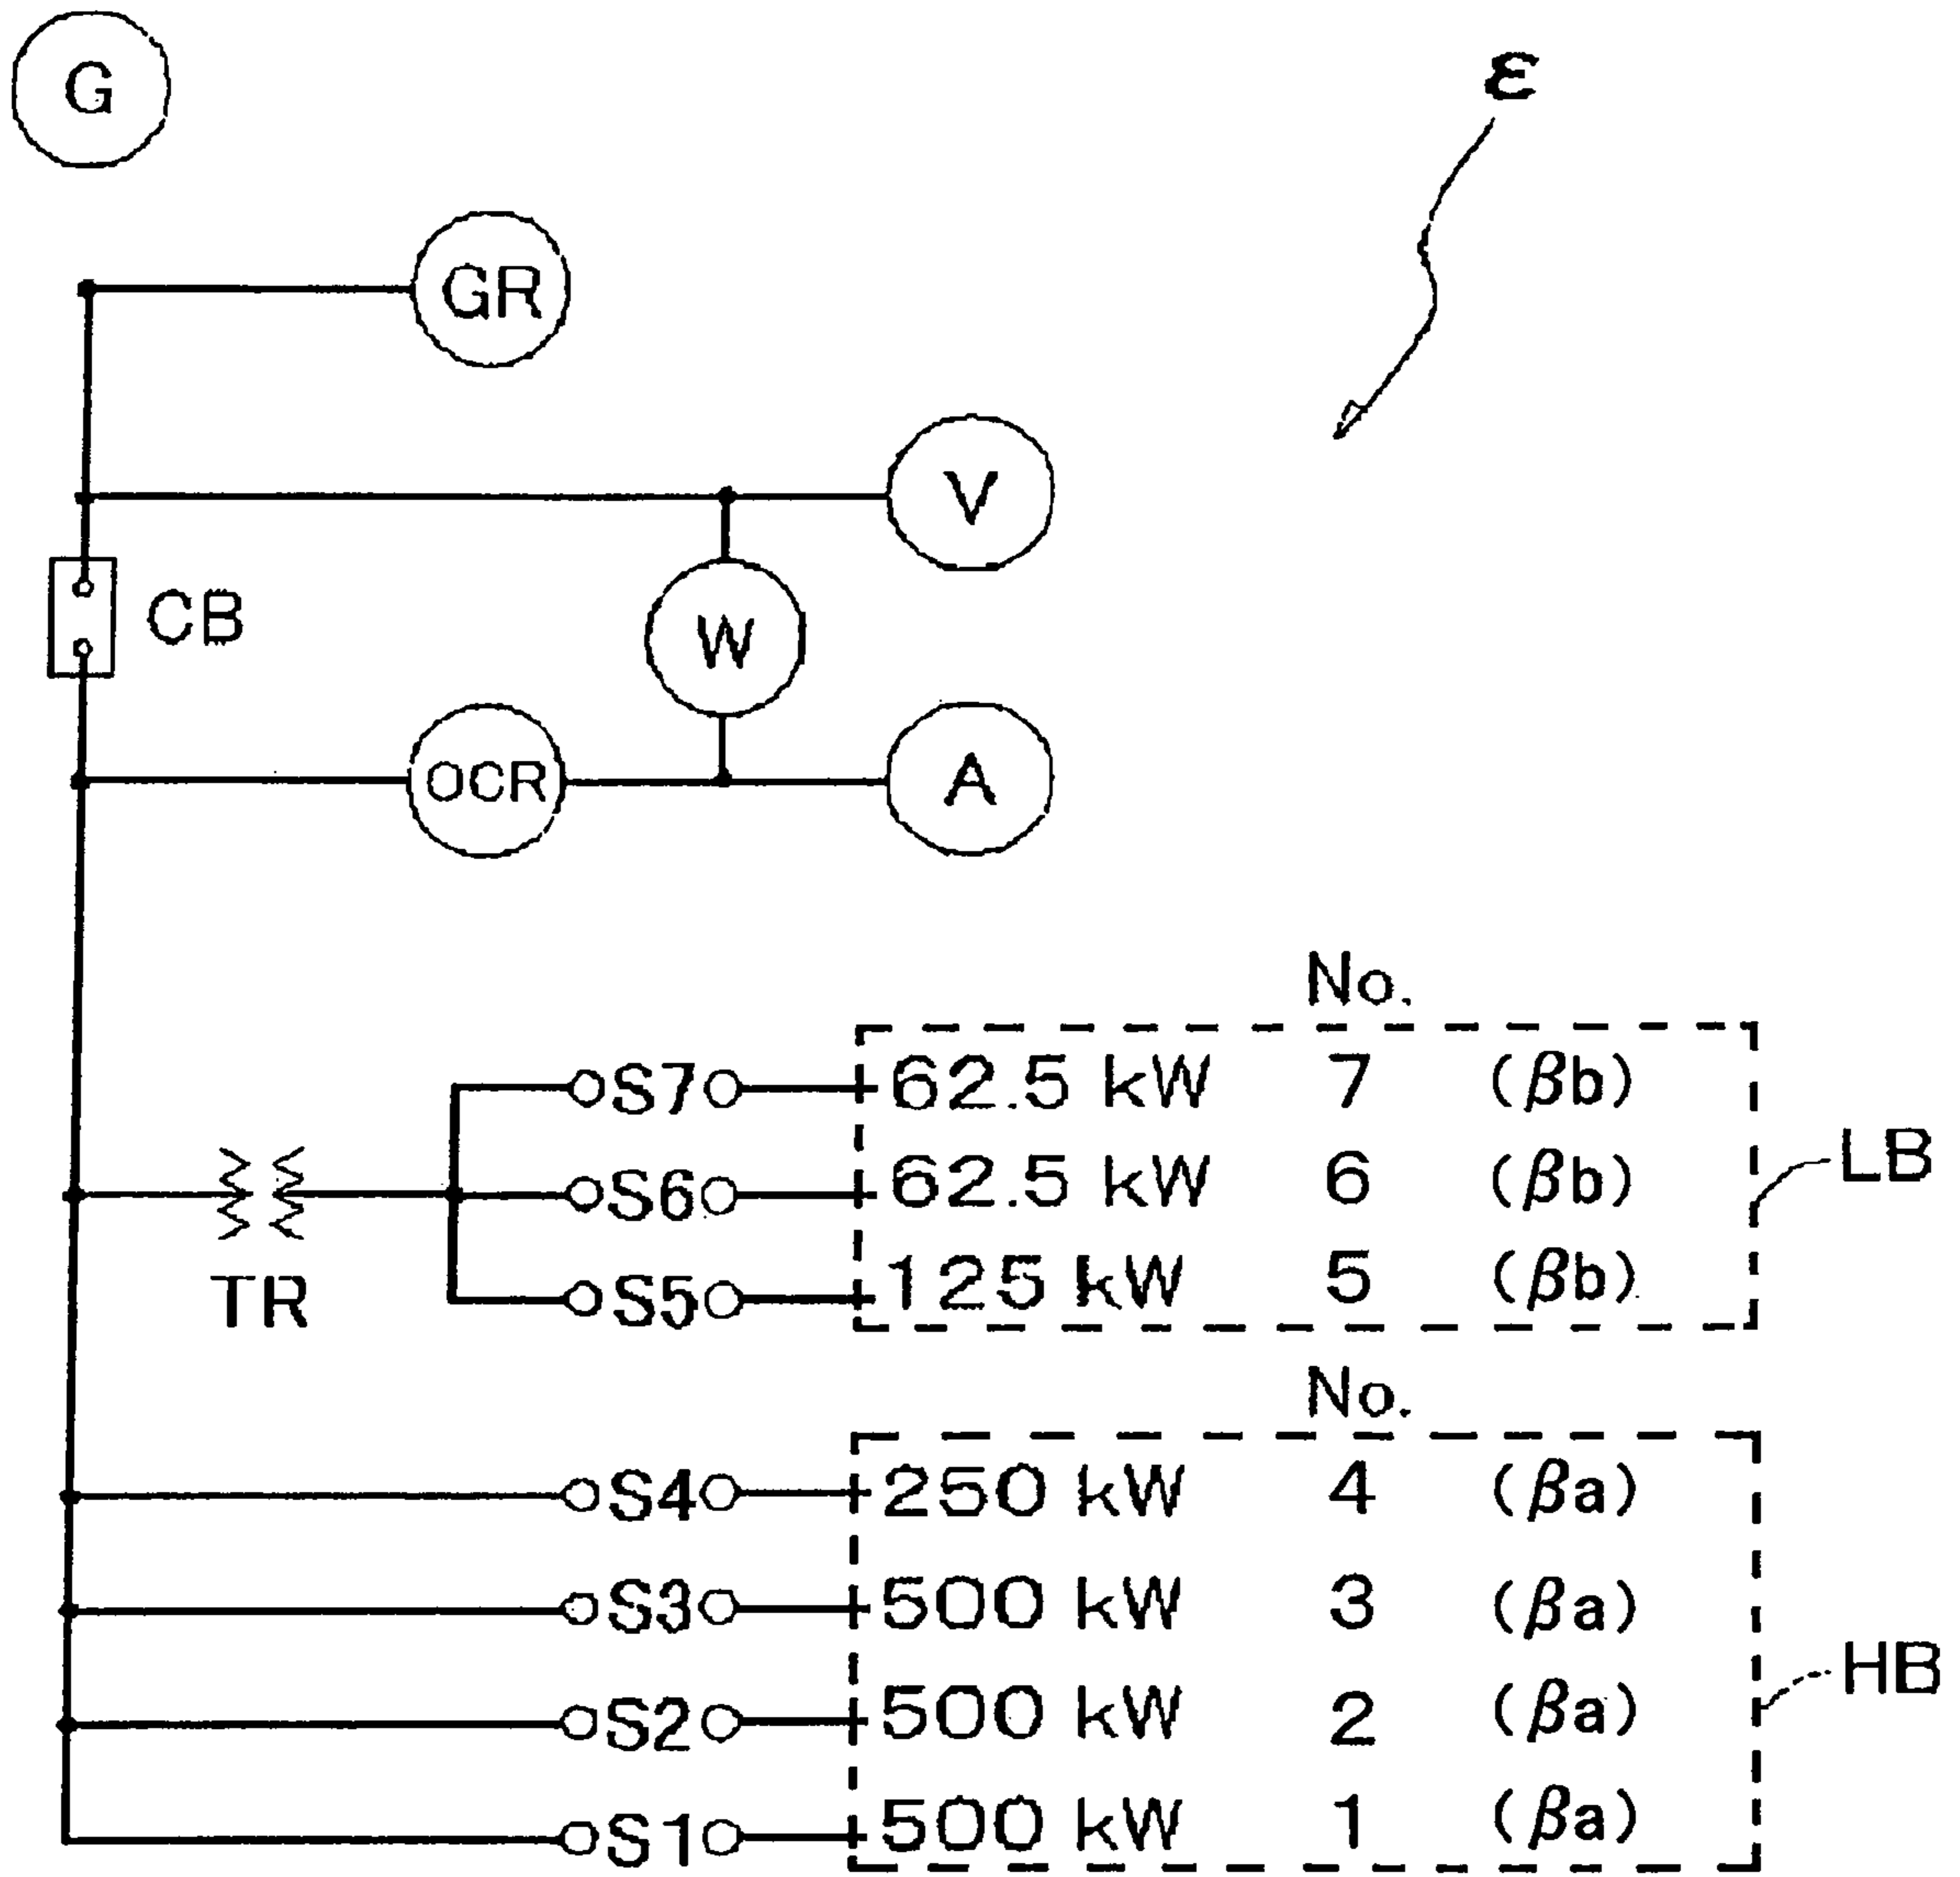 G
ε
GR
V
CB
W
OCR
A
No.
S7 62.5 kW 7 (βb)
S6 62.5 kW 6 (βb)
LB
S5 125 kW 5 (βb)
TR
No.
S4 250 kW 4 (βa)
S3 500 kW 3 (βa)
HB
S2 500 kW 2 (βa)
S1 500 kW 1 (βa)